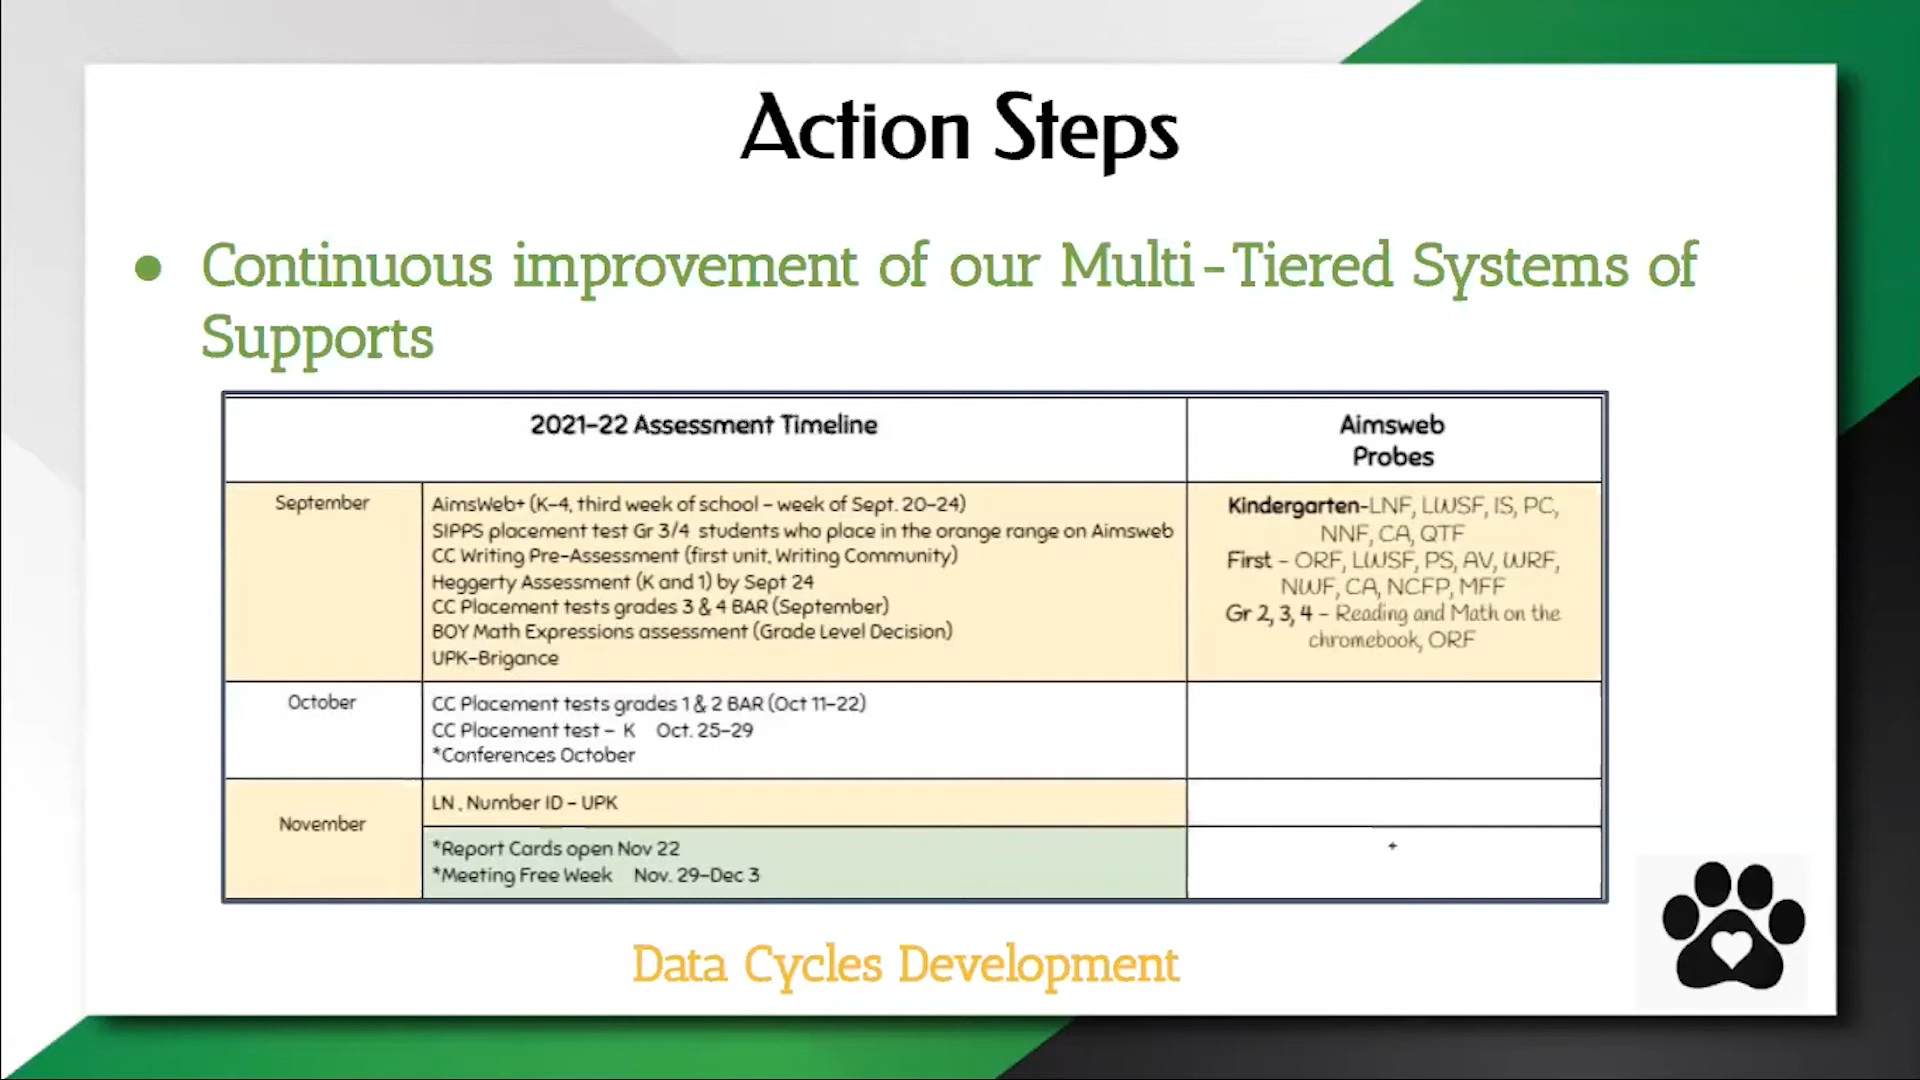 Action Steps
● Continuous improvement of our Multi-Tiered Systems of
Supports
2021-22 Assessment Timeline
Aimsweb
Probes
September
AimsWeb+ (K-4, third week of school - week of Sept. 20-24)
SIPPS placement test Gr 3/4 students who place in the orange range on Aimsweb
CC Writing Pre-Assessment (first unit, Writing Community)
Heggerty Assessment (K and 1) by Sept 24
CC Placement tests grades 3 & 4 BAR (September)
BOY Math Expressions assessment (Grade Level Decision)
UPK-Brigance
Kindergarten-LNF, LWSF, IS, PC,
NNF, CA, QTF
First - ORF, LWSF, PS, AV, WRF,
NWF, CA, NCFP, MFF
Gr 2, 3, 4 - Reading and Math on the
chromebook, ORF
October
CC Placement tests grades 1 & 2 BAR (Oct 11-22)
CC Placement test - K Oct. 25-29
*Conferences October
November
LN , Number ID - UPK
*Report Cards open Nov 22
*Meeting Free Week Nov. 29-Dec 3
+
Data Cycles Development